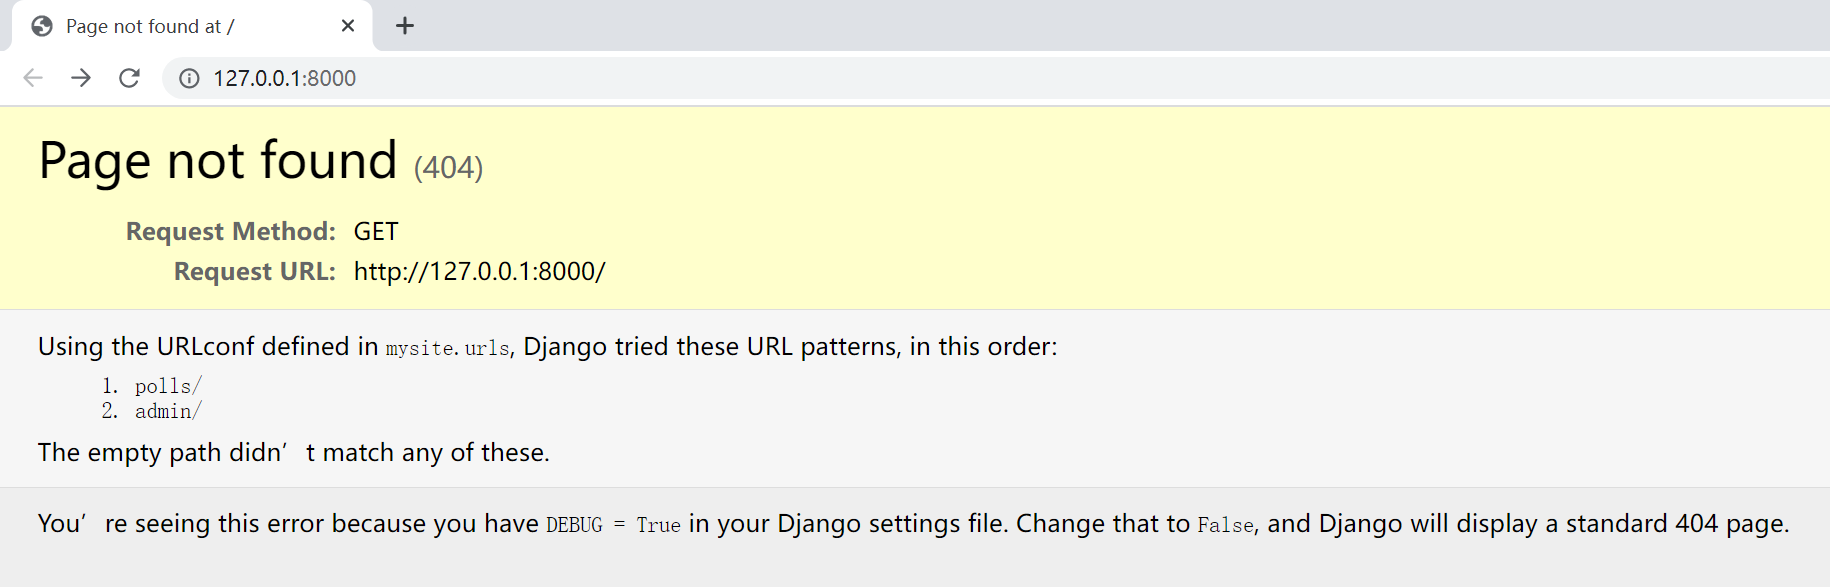 Page not found at /
127.0.0.1:8000
Page not found (404)
Request Method: GET
Request URL: http://127.0.0.1:8000/
Using the URLconf defined in mysite.urls, Django tried these URL patterns, in this order:
1. polls/
2. admin/
The empty path didn’t match any of these.
You’re seeing this error because you have DEBUG = True in your Django settings file. Change that to False, and Django will display a standard 404 page.